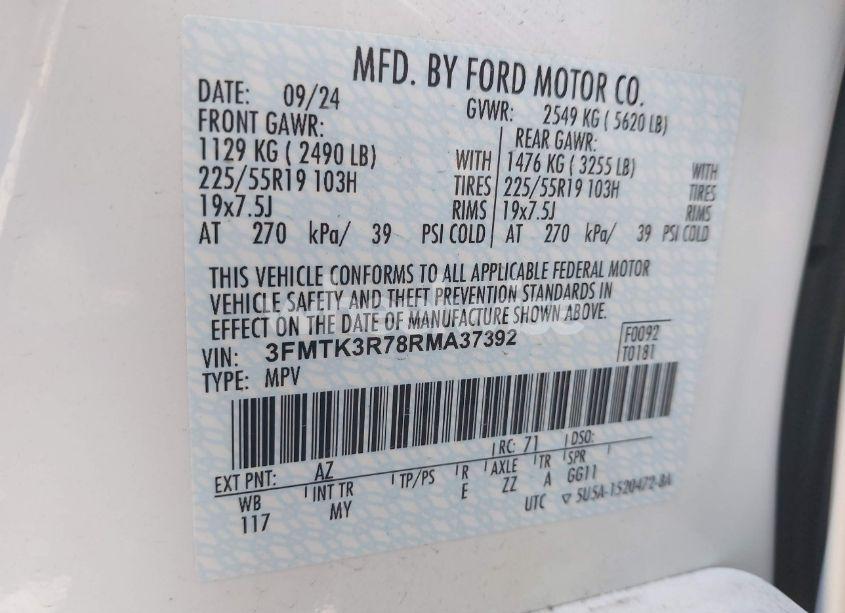 MFD. BY FORD MOTOR CO.
DATE: 09/24 GVWR: 2549 KG ( 5620 LB)
FRONT GAWR: REAR GAWR:
1129 KG ( 2490 LB) WITH 1476 KG ( 3255 LB) WITH
225/55R19 103H TIRES 225/55R19 103H TIRES
19x7.5J RIMS 19x7.5J RIMS
AT 270 kPa/ 39 PSI COLD AT 270 kPa/ 39 PSI COLD
THIS VEHICLE CONFORMS TO ALL APPLICABLE FEDERAL MOTOR
VEHICLE SAFETY AND THEFT PREVENTION STANDARDS IN
EFFECT ON THE DATE OF MANUFACTURE SHOWN ABOVE.
VIN: 3FMTK3R78RMA37392 F0092
TYPE: MPV T0181
EXT PNT: AZ RC: 71 DSO:
WB INT TR TP/PS R AXLE TR SPR
117 MY E ZZ A GG11
UTC ▽ 5U5A-1520472-BA